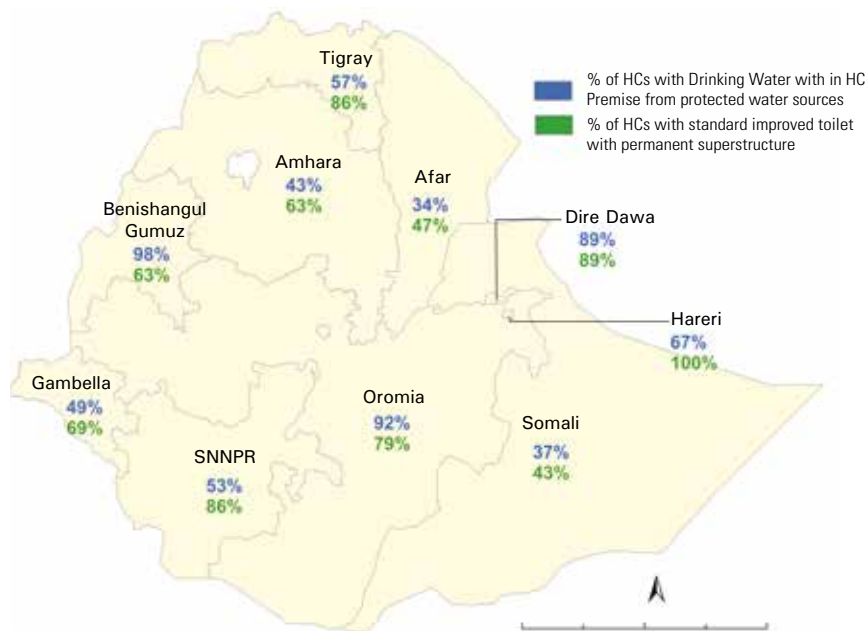 Tigray
57%
86%
% of HCs with Drinking Water with in HC
Premise from protected water sources
% of HCs with standard improved toilet
with permanent superstructure
Amhara
43%
63%
Afar
34%
47%
Benishangul
Gumuz
98%
63%
Dire Dawa
89%
89%
Hareri
67%
100%
Gambella
49%
69%
Oromia
92%
79%
Somali
37%
43%
SNNPR
53%
86%